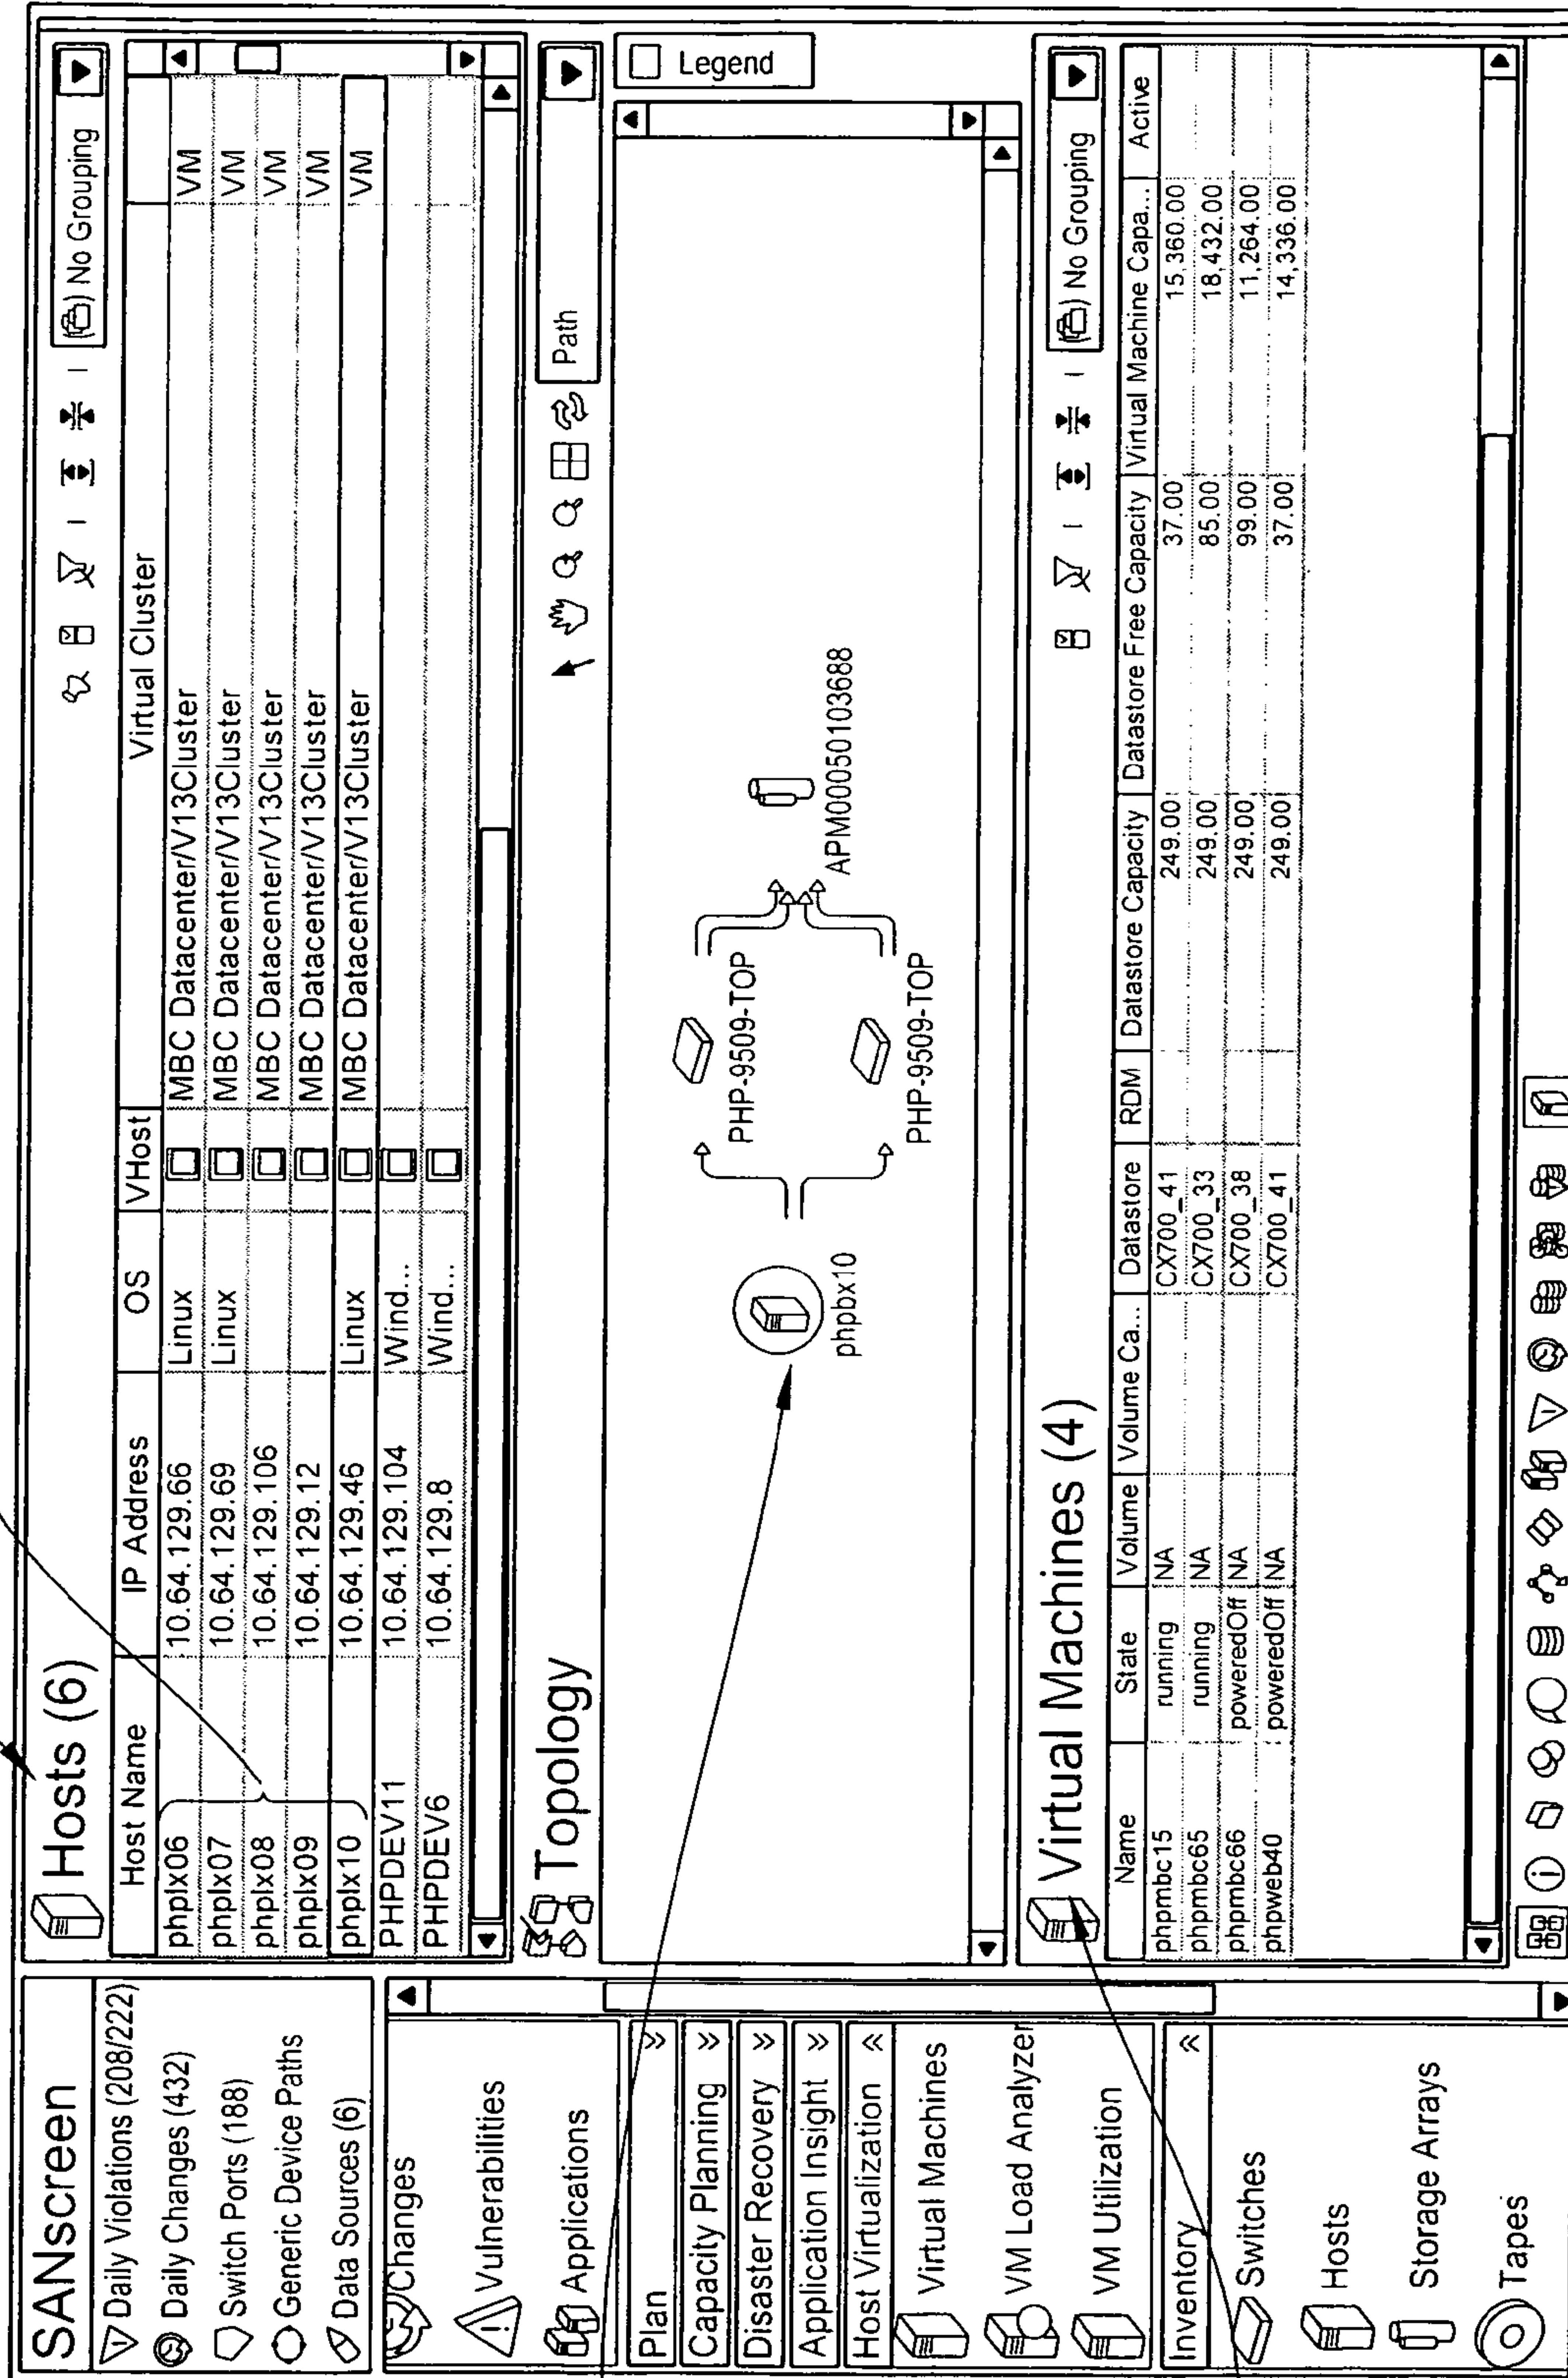 SANscreen
Daily Violations (208/222)
Daily Changes (432)
Switch Ports (188)
Generic Device Paths
Data Sources (6)
Changes
Vulnerabilities
Applications
Plan »
Capacity Planning »
Disaster Recovery »
Application Insight »
Host Virtualization «
Virtual Machines
VM Load Analyzer
VM Utilization
Inventory «
Switches
Hosts
Storage Arrays
Tapes
Hosts (6)
No Grouping
Host Name IP Address OS VHost Virtual Cluster
phplx06 10.64.129.66 Linux MBC Datacenter/V13Cluster VM
phplx07 10.64.129.69 Linux MBC Datacenter/V13Cluster VM
phplx08 10.64.129.106 MBC Datacenter/V13Cluster VM
phplx09 10.64.129.12 MBC Datacenter/V13Cluster VM
phplx10 10.64.129.46 Linux MBC Datacenter/V13Cluster VM
PHPDEV11 10.64.129.104 Wind...
PHPDEV6 10.64.129.8 Wind...
Topology
Path
Legend
phpbx10
PHP-9509-TOP
PHP-9509-TOP
APM00050103688
Virtual Machines (4)
No Grouping
Name State Volume Volume Ca... Datastore RDM Datastore Capacity Datastore Free Capacity Virtual Machine Capa... Active
phpmbc15 running NA CX700_41 249.00 37.00 15,360.00
phpmbc65 running NA CX700_33 249.00 85.00 18,432.00
phpmbc66 poweredOff NA CX700_38 249.00 99.00 11,264.00
phpweb40 poweredOff NA CX700_41 249.00 37.00 14,336.00